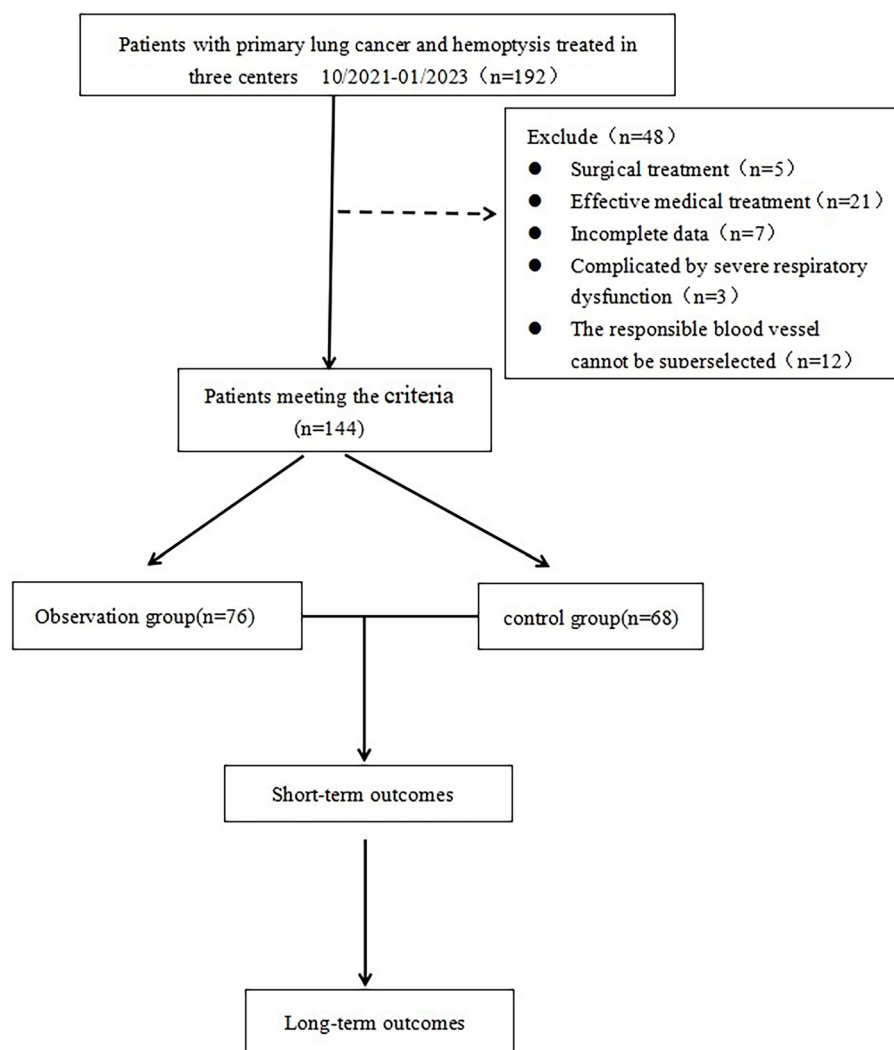 Patients with primary lung cancer and hemoptysis treated in
three centers 10/2021-01/2023（n=192）
Exclude（n=48）
● Surgical treatment（n=5）
● Effective medical treatment（n=21）
● Incomplete data（n=7）
● Complicated by severe respiratory
dysfunction（n=3）
● The responsible blood vessel
cannot be superselected（n=12）
Patients meeting the criteria
(n=144)
Observation group(n=76)
control group(n=68)
Short-term outcomes
Long-term outcomes